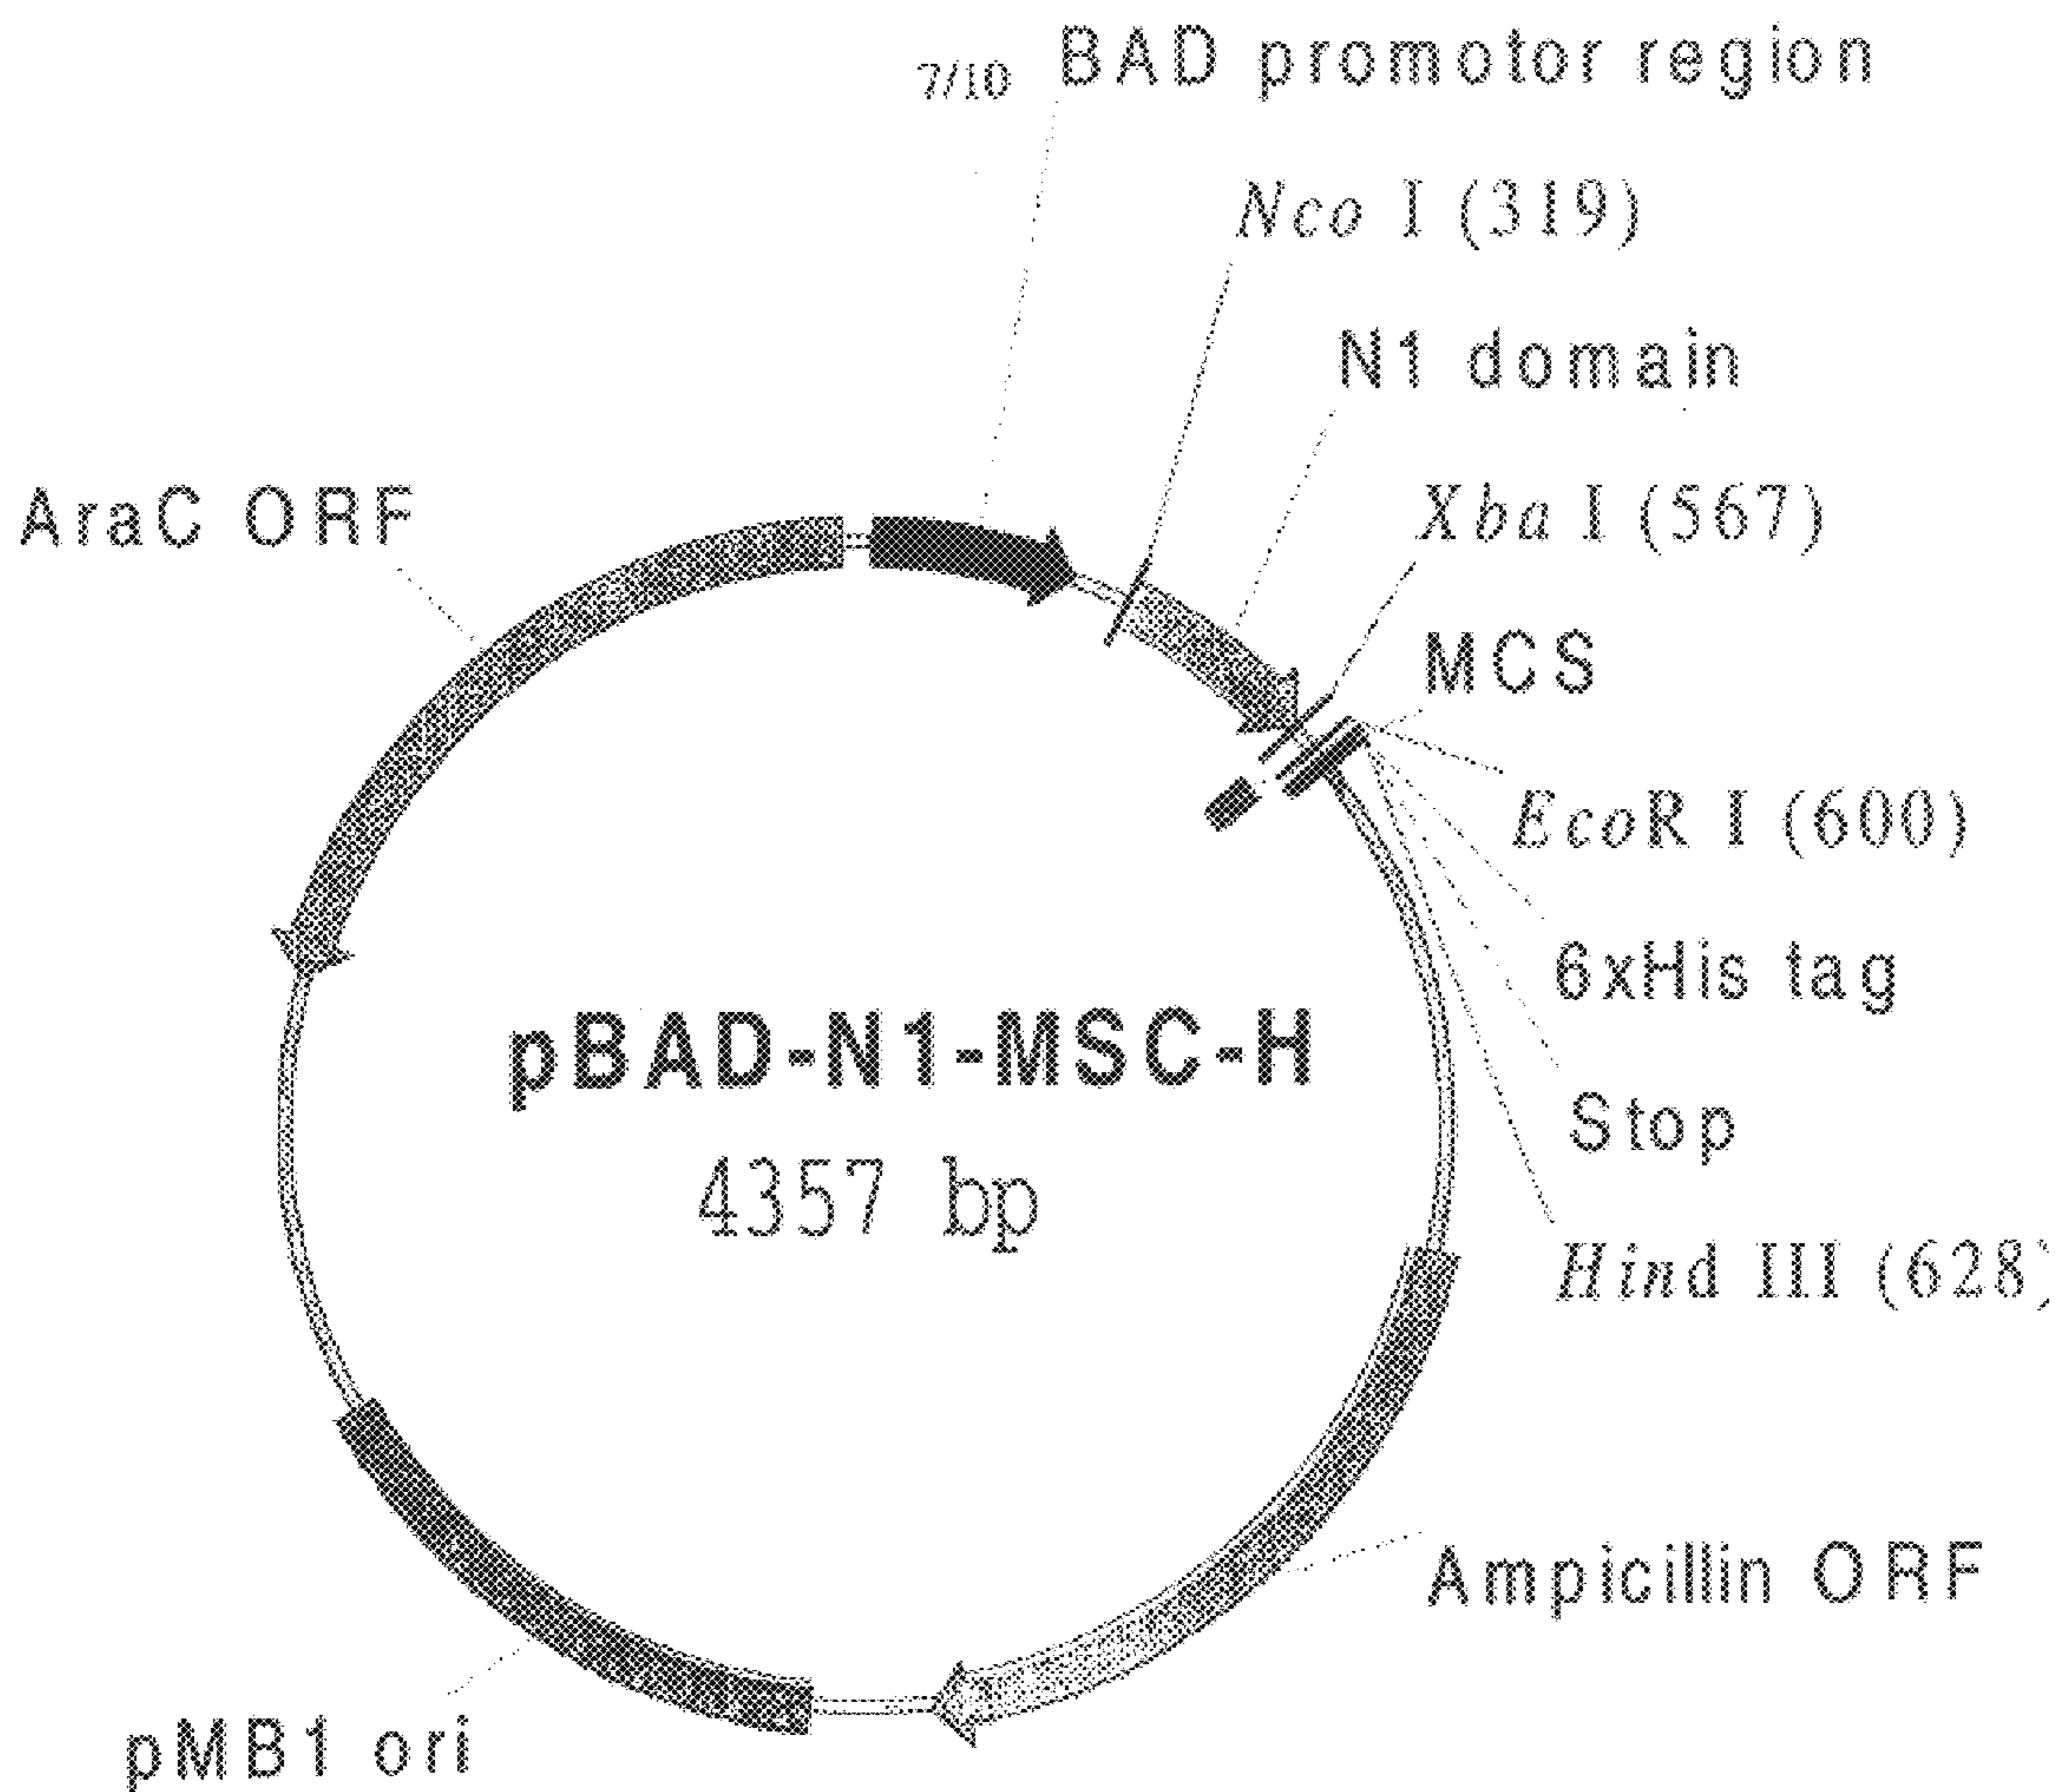 7/10 BAD promotor region
Nco I (319)
N1 domain
AraC ORF
Xba I (567)
MCS
EcoR I (600)
6xHis tag
pBAD-N1-MSC-H
4357 bp
Stop
Hind III (628)
Ampicillin ORF
pMB1 ori